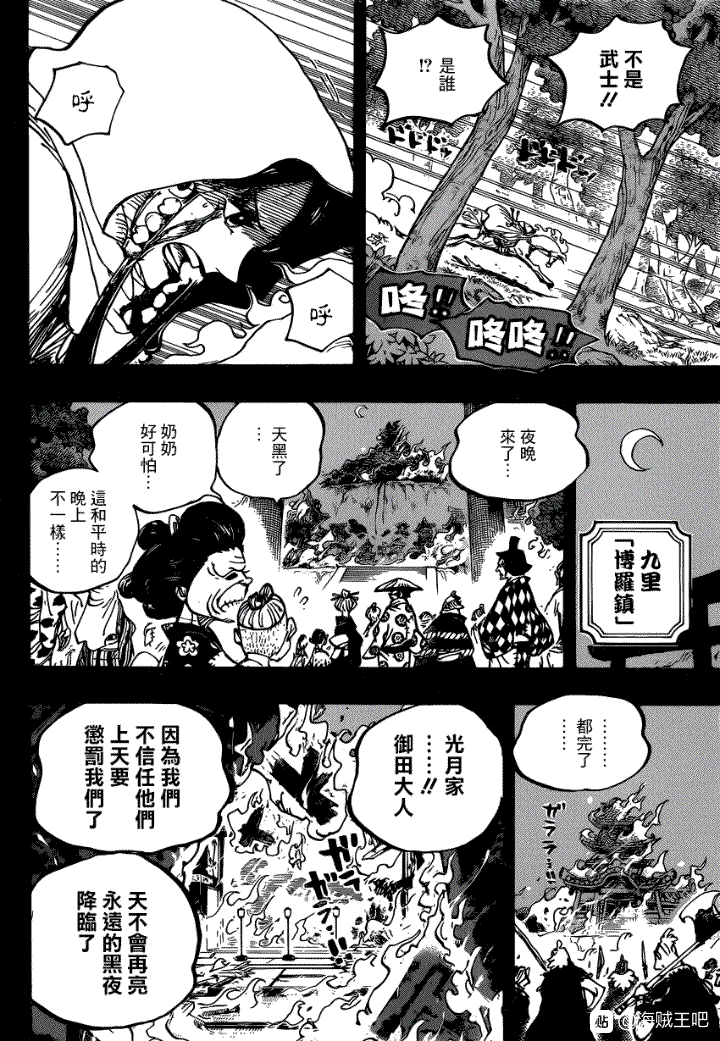 不是
武士!!
是誰
!?
ドドドドッ
ドドドドン
咚!!
咚咚!!
呼
呼
九里
「博羅鎮」
夜晚
來了…
天黑了
…
奶奶
好可怕…
這和平時的
晚上
不一樣……
………
……
都完了
ガララ…
光月家
……!!
御田大人
ガラガラ…!!
因為我們
不信任他們
上天要
懲罰我們了
天不會再亮
永遠的黑夜
降臨了
貼 @海贼王吧